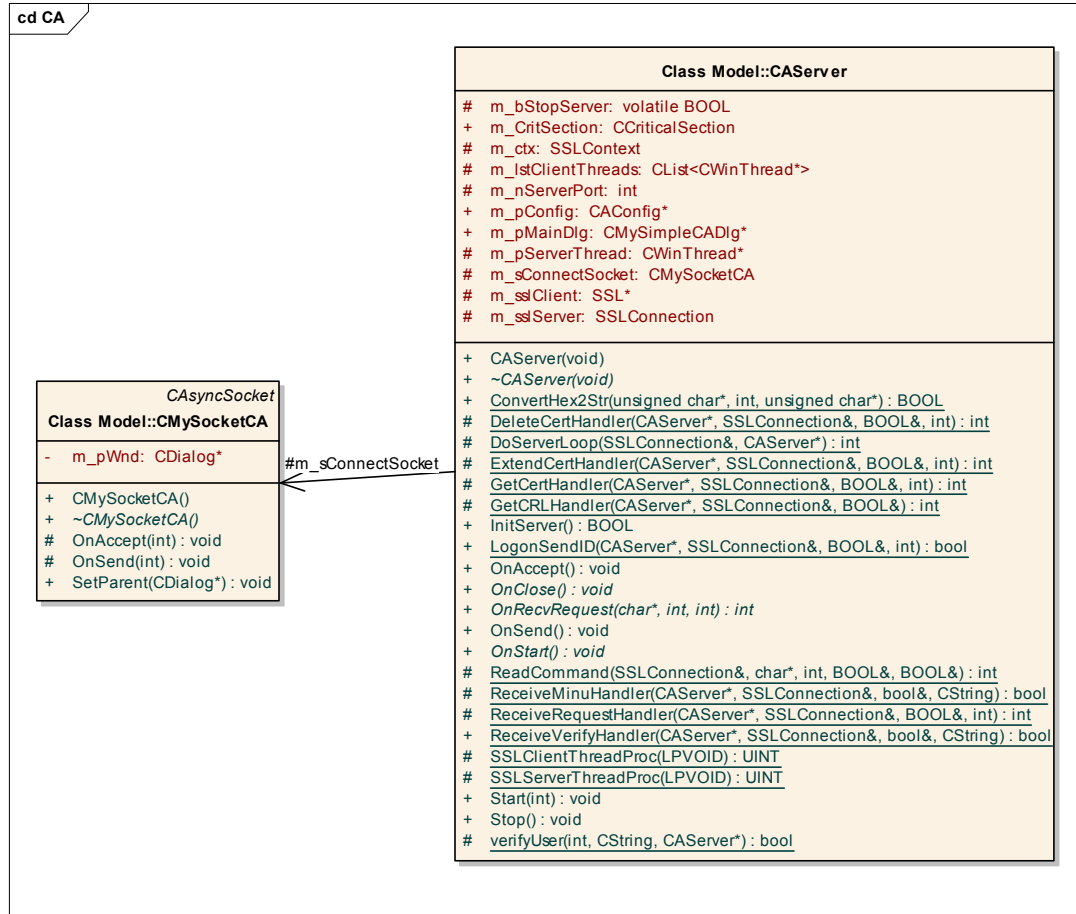 cd CA
Class Model::CAServer
# m_bStopServer: volatile BOOL
+ m_CritSection: CCriticalSection
# m_ctx: SSLContext
# m_lstClientThreads: CList<CWinThread*>
# m_nServerPort: int
+ m_pConfig: CAConfig*
+ m_pMainDlg: CMySimpleCADlg*
# m_pServerThread: CWinThread*
# m_sConnectSocket: CMySocketCA
# m_sslClient: SSL*
# m_sslServer: SSLConnection
+ CAServer(void)
+ ~CAServer(void)
+ ConvertHex2Str(unsigned char*, int, unsigned char*) : BOOL
# DeleteCertHandler(CAServer*, SSLConnection&, BOOL&, int) : int
# DoServerLoop(SSLConnection&, CAServer*) : int
# ExtendCertHandler(CAServer*, SSLConnection&, BOOL&, int) : int
# GetCertHandler(CAServer*, SSLConnection&, BOOL&, int) : int
# GetCRLHandler(CAServer*, SSLConnection&, BOOL&) : int
+ InitServer() : BOOL
+ LogonSendID(CAServer*, SSLConnection&, BOOL&, int) : bool
+ OnAccept() : void
+ OnClose() : void
+ OnRecvRequest(char*, int, int) : int
+ OnSend() : void
+ OnStart() : void
# ReadCommand(SSLConnection&, char*, int, BOOL&, BOOL&) : int
# ReceiveMinuHandler(CAServer*, SSLConnection&, bool&, CString) : bool
# ReceiveRequestHandler(CAServer*, SSLConnection&, BOOL&, int) : int
+ ReceiveVerifyHandler(CAServer*, SSLConnection&, bool&, CString) : bool
# SSLClientThreadProc(LPVOID) : UINT
# SSLServerThreadProc(LPVOID) : UINT
+ Start(int) : void
+ Stop() : void
# verifyUser(int, CString, CAServer*) : bool
CAsyncSocket
Class Model::CMySocketCA
- m_pWnd: CDialog*
+ CMySocketCA()
+ ~CMySocketCA()
# OnAccept(int) : void
# OnSend(int) : void
+ SetParent(CDialog*) : void
#m_sConnectSocket